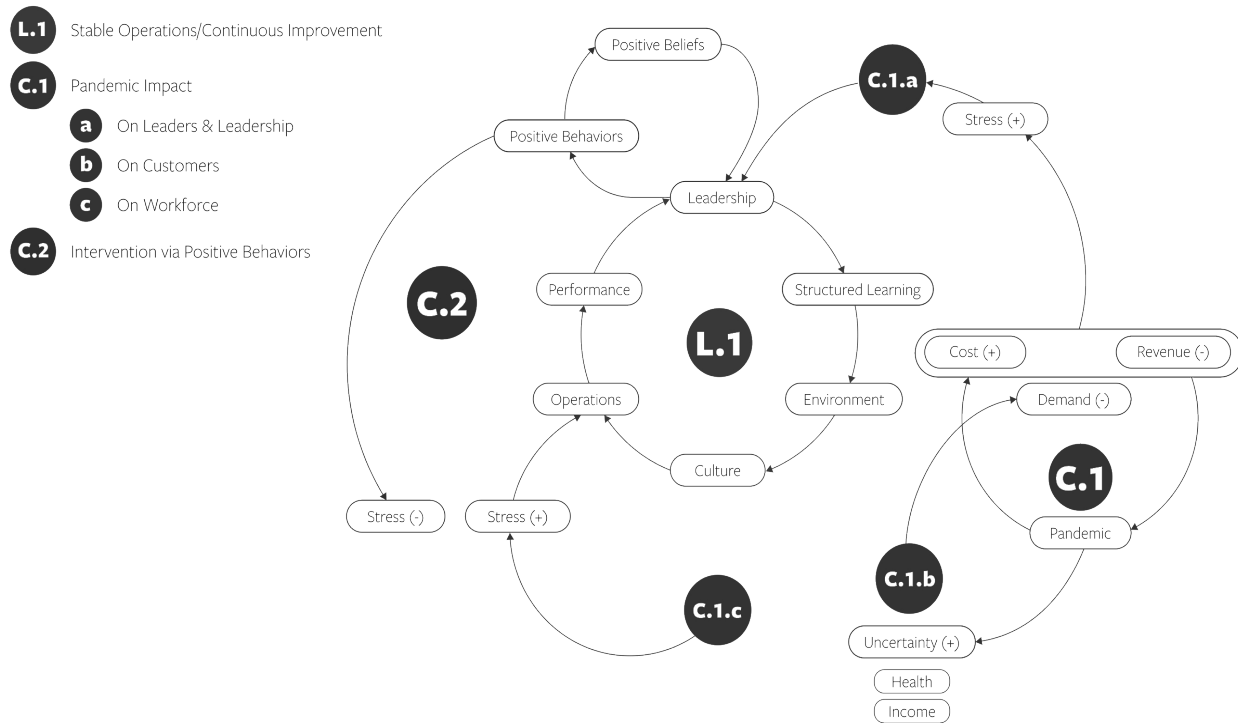 L.1 Stable Operations/Continuous Improvement
C.1 Pandemic Impact
a On Leaders & Leadership
b On Customers
c On Workforce
C.2 Intervention via Positive Behaviors
Positive Beliefs
C.1.a
Stress (+)
Positive Behaviors
Leadership
Performance
Structured Learning
C.2
L.1
Cost (+)
Revenue (-)
Operations
Environment
Demand (-)
Culture
C.1
Stress (-)
Stress (+)
Pandemic
C.1.b
C.1.c
Uncertainty (+)
Health
Income